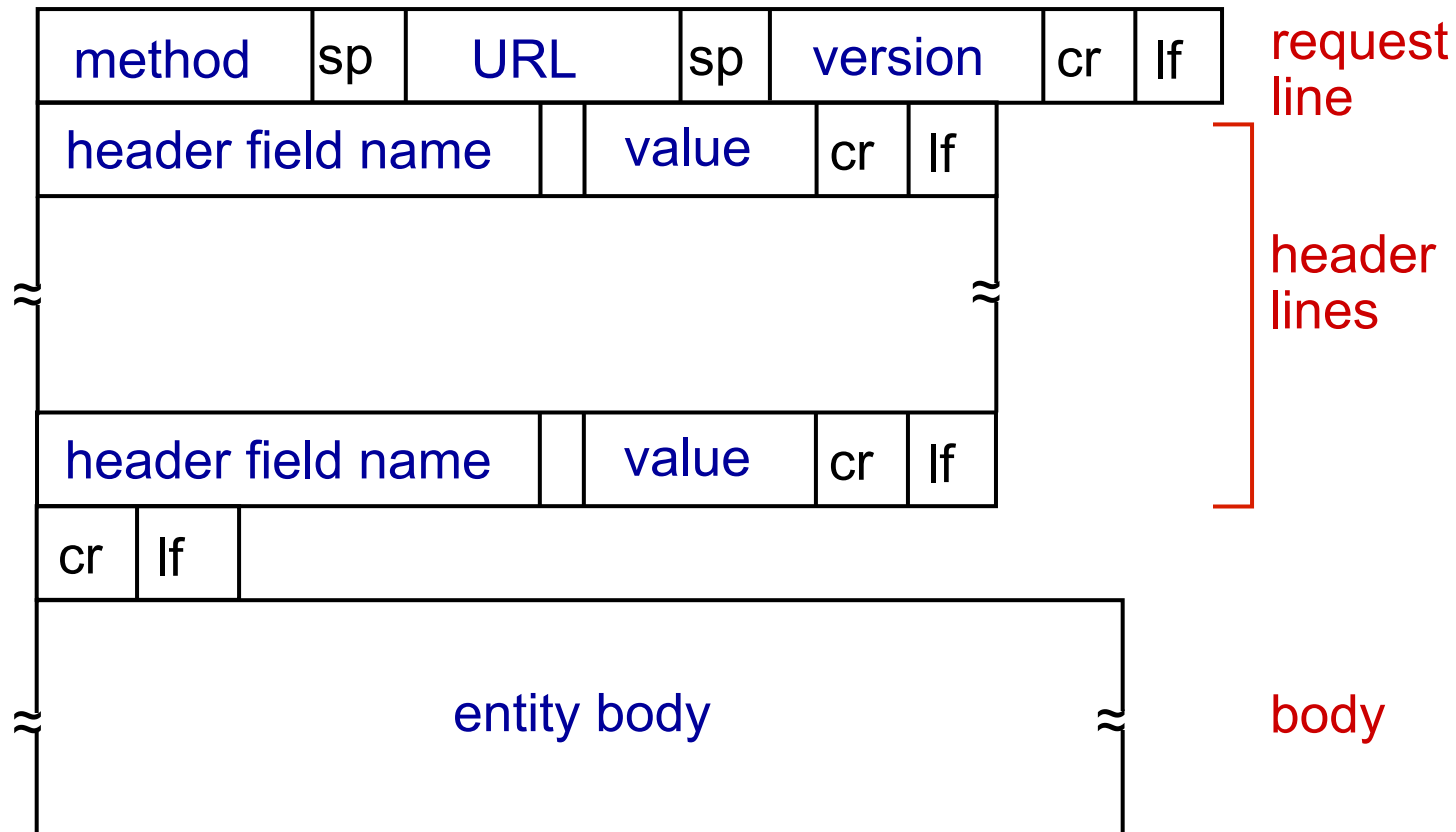 method sp URL sp version cr lf
request
line
header field name value cr lf
header
lines
≈ ≈
header field name value cr lf
cr lf
≈ entity body ≈
body